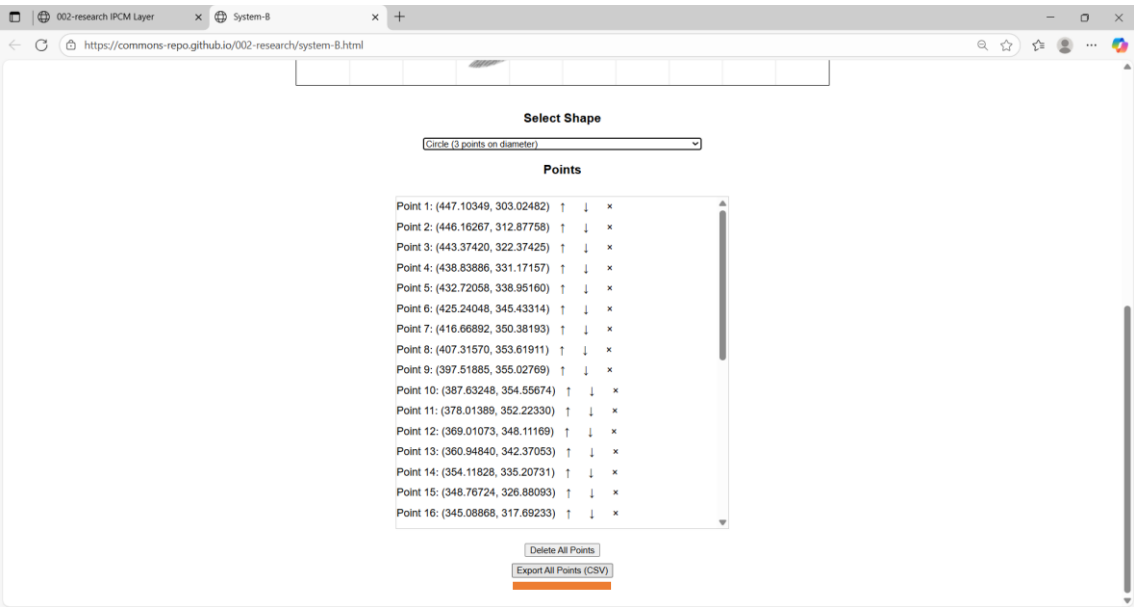 002-research IPCM Layer
System-B
https://commons-repo.github.io/002-research/system-B.html
Select Shape
Circle (3 points on diameter)
Points
Point 1: (447.10349, 303.02482) ↑ ↓ ×
Point 2: (446.16267, 312.87758) ↑ ↓ ×
Point 3: (443.37420, 322.37425) ↑ ↓ ×
Point 4: (438.83886, 331.17157) ↑ ↓ ×
Point 5: (432.72058, 338.95160) ↑ ↓ ×
Point 6: (425.24048, 345.43314) ↑ ↓ ×
Point 7: (416.66892, 350.38193) ↑ ↓ ×
Point 8: (407.31570, 353.61911) ↑ ↓ ×
Point 9: (397.51885, 355.02769) ↑ ↓ ×
Point 10: (387.63248, 354.55674) ↑ ↓ ×
Point 11: (378.01389, 352.22330) ↑ ↓ ×
Point 12: (369.01073, 348.11169) ↑ ↓ ×
Point 13: (360.94840, 342.37053) ↑ ↓ ×
Point 14: (354.11828, 335.20731) ↑ ↓ ×
Point 15: (348.76724, 326.88093) ↑ ↓ ×
Point 16: (345.08868, 317.69233) ↑ ↓ ×
Delete All Points
Export All Points (CSV)